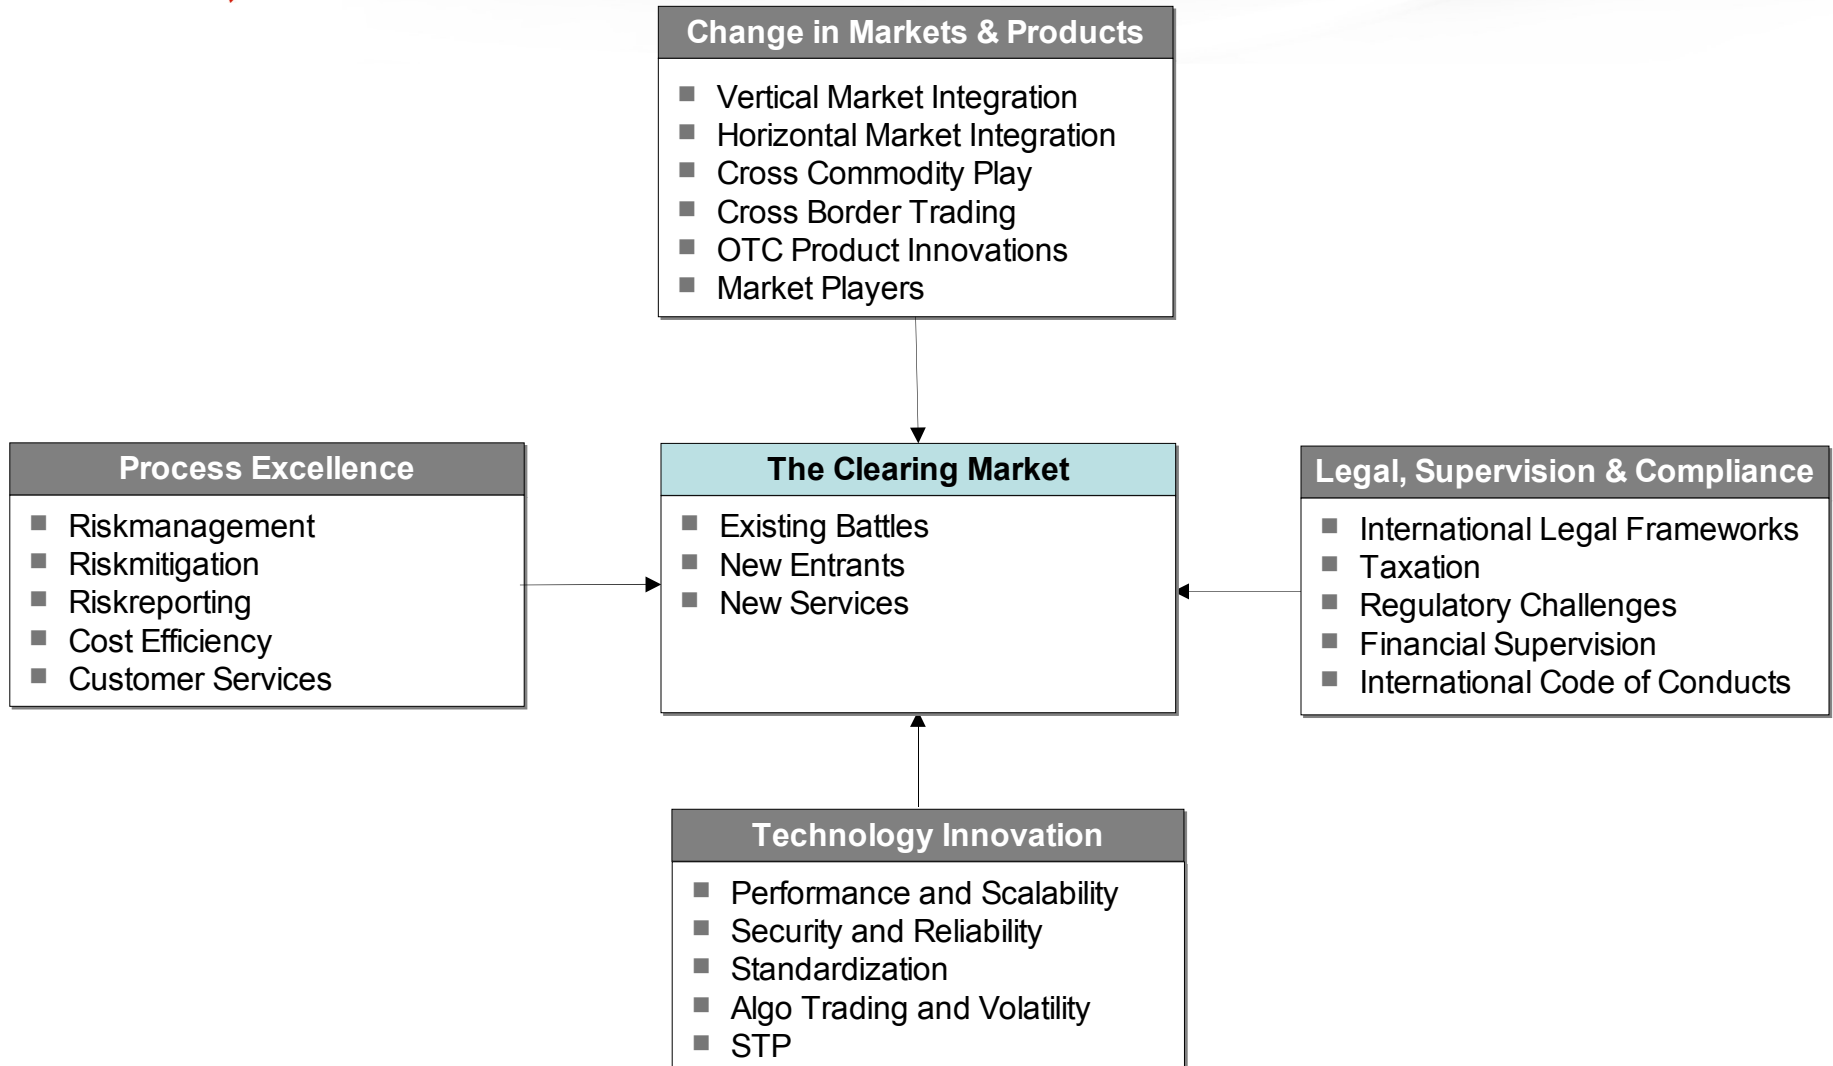 Change in Markets & Products
Vertical Market Integration
Horizontal Market Integration
Cross Commodity Play
Cross Border Trading
OTC Product Innovations
Market Players
Process Excellence
Riskmanagement
Riskmitigation
Riskreporting
Cost Efficiency
Customer Services
The Clearing Market
Existing Battles
New Entrants
New Services
Legal, Supervision & Compliance
International Legal Frameworks
Taxation
Regulatory Challenges
Financial Supervision
International Code of Conducts
Technology Innovation
Performance and Scalability
Security and Reliability
Standardization
Algo Trading and Volatility
STP